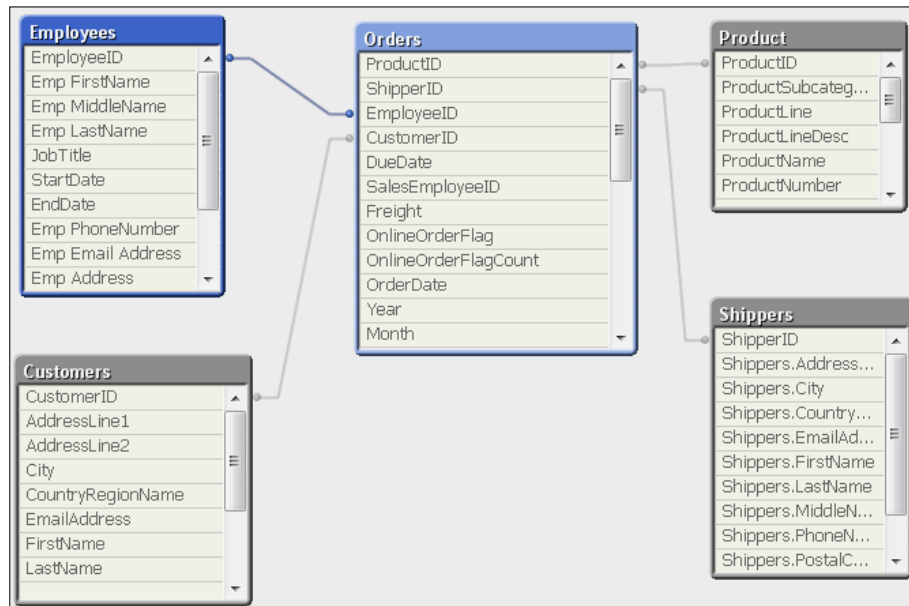 Employees
EmployeeID
Emp FirstName
Emp MiddleName
Emp LastName
JobTitle
StartDate
EndDate
Emp PhoneNumber
Emp Email Address
Emp Address
Orders
ProductID
ShipperID
EmployeeID
CustomerID
DueDate
SalesEmployeeID
Freight
OnlineOrderFlag
OnlineOrderFlagCount
OrderDate
Year
Month
Product
ProductID
ProductSubcateg...
ProductLine
ProductLineDesc
ProductName
ProductNumber
Customers
CustomerID
AddressLine1
AddressLine2
City
CountryRegionName
EmailAddress
FirstName
LastName
Shippers
ShipperID
Shippers.Address...
Shippers.City
Shippers.Country...
Shippers.EmailAd...
Shippers.FirstName
Shippers.LastName
Shippers.MiddleN...
Shippers.PhoneN...
Shippers.PostalC...